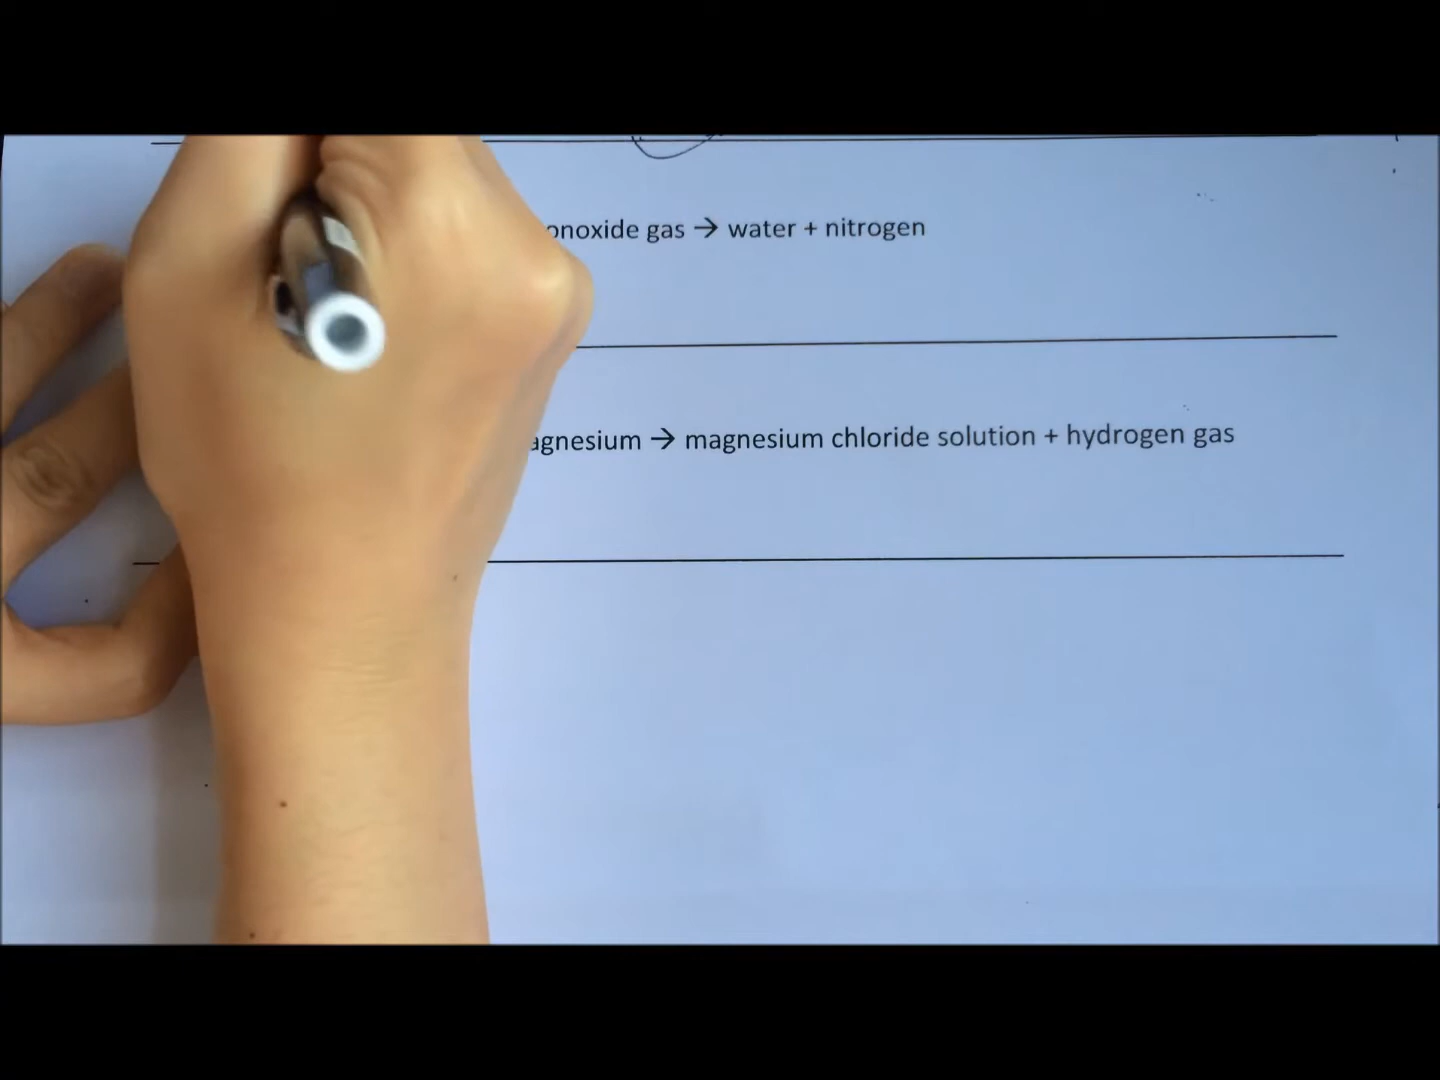 onoxide gas → water + nitrogen
agnesium → magnesium chloride solution + hydrogen gas